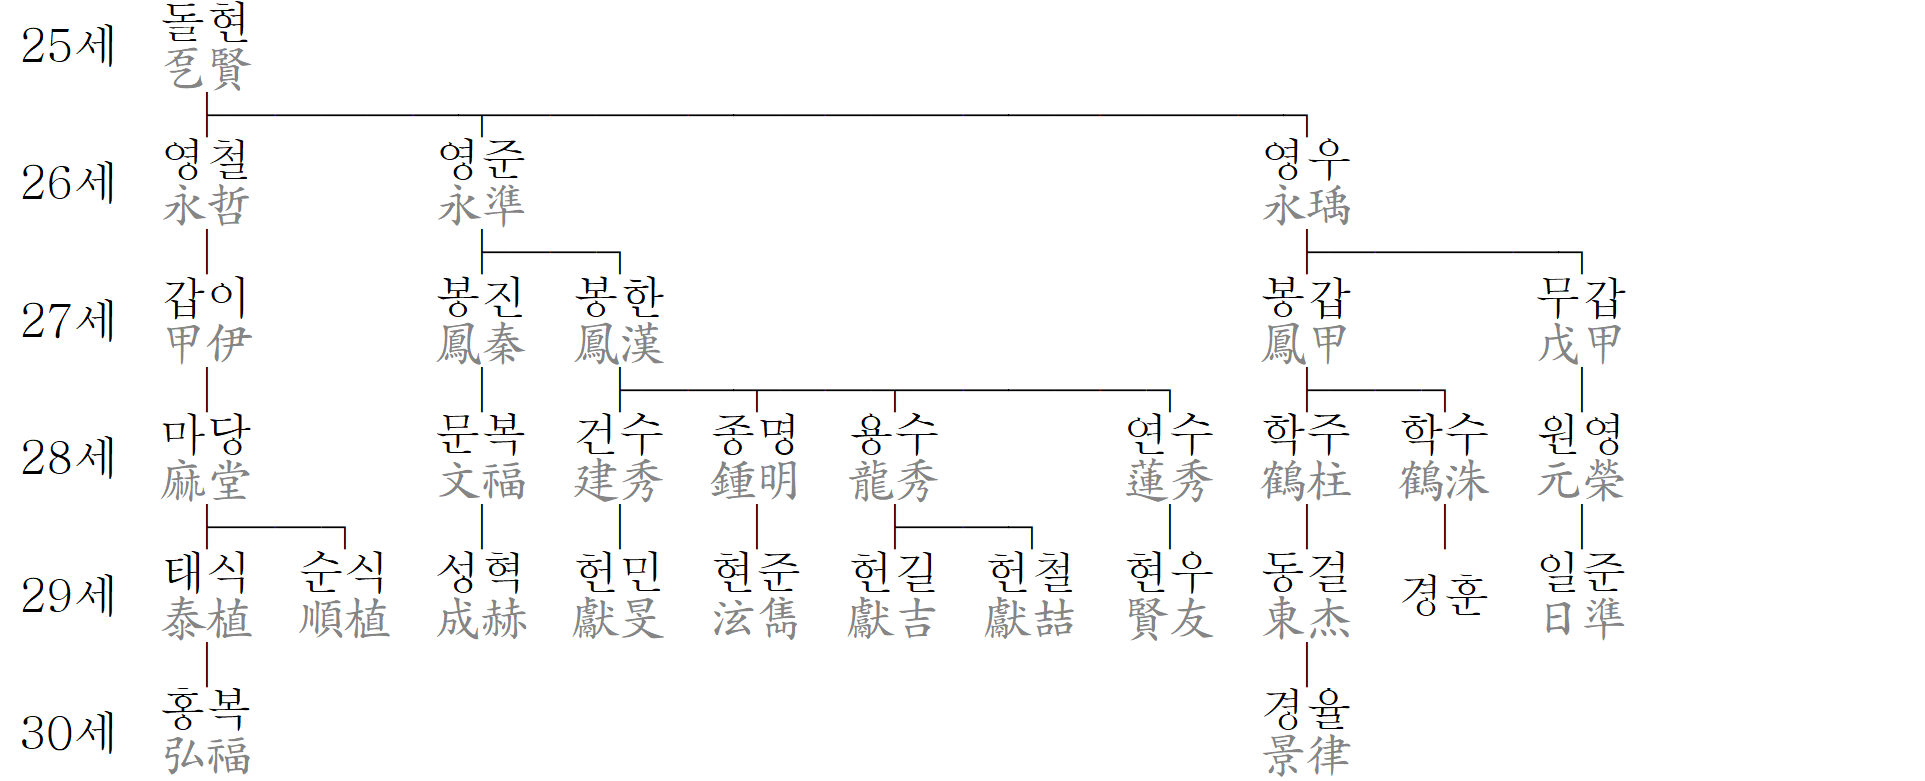 25세 돌현
乭賢
26세 영철 영준 영우
永哲 永準 永瑀
27세 갑이 봉진 봉한 봉갑 무갑
甲伊 鳳秦 鳳漢 鳳甲 戊甲
28세 마당 문복 건수 종명 용수 연수 학주 학수 원영
麻堂 文福 建秀 鍾明 龍秀 蓮秀 鶴柱 鶴洙 元榮
29세 태식 순식 성혁 헌민 현준 헌길 헌철 현우 동걸 경훈 일준
泰植 順植 成赫 獻旻 泫雋 獻吉 獻喆 賢友 東杰 日準
30세 홍복 경율
弘福 景律